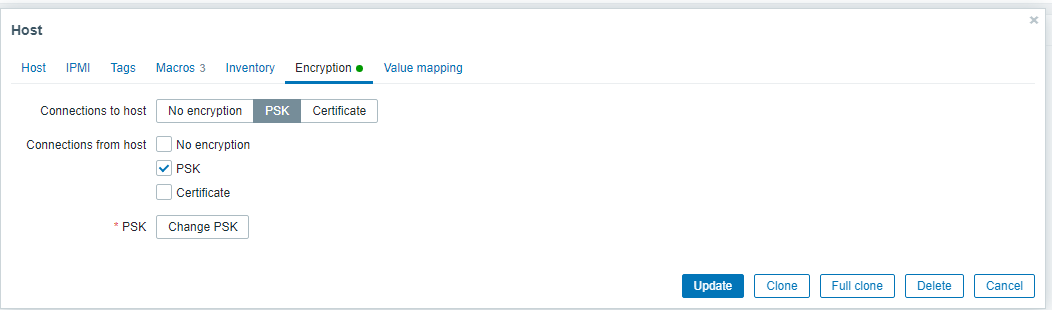 Host
Host IPMI Tags Macros 3 Inventory Encryption Value mapping
Connections to host No encryption PSK Certificate
Connections from host No encryption
PSK
Certificate
* PSK Change PSK
Update Clone Full clone Delete Cancel